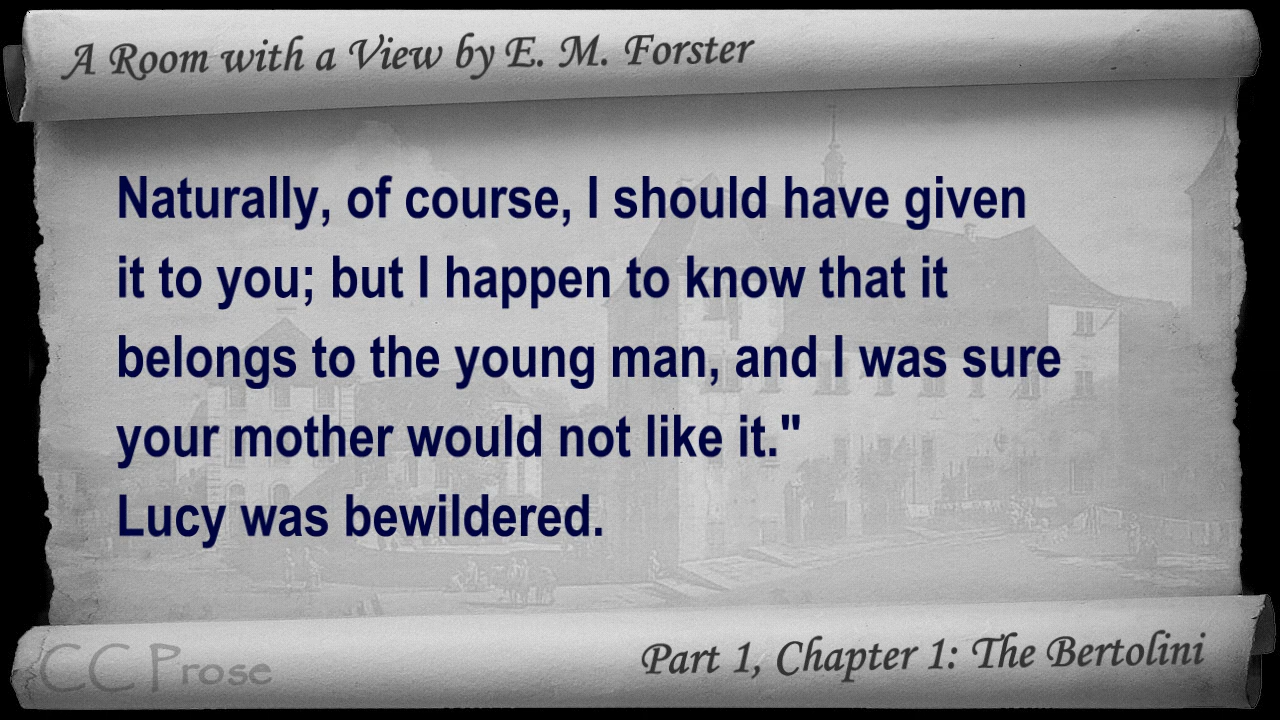 A Room with a View by E. M. Forster
Naturally, of course, I should have given
it to you; but I happen to know that it
belongs to the young man, and I was sure
your mother would not like it."
Lucy was bewildered.
CC Prose
Part 1, Chapter 1: The Bertolini